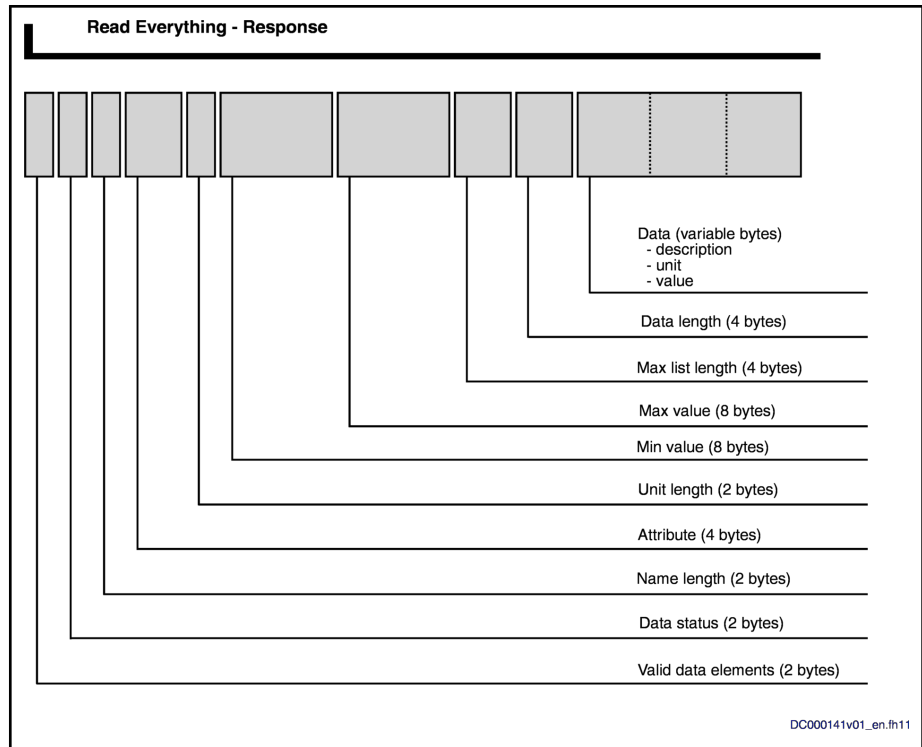 Read Everything - Response
Data (variable bytes)
- description
- unit
- value
Data length (4 bytes)
Max list length (4 bytes)
Max value (8 bytes)
Min value (8 bytes)
Unit length (2 bytes)
Attribute (4 bytes)
Name length (2 bytes)
Data status (2 bytes)
Valid data elements (2 bytes)
DC000141v01_en.fh11